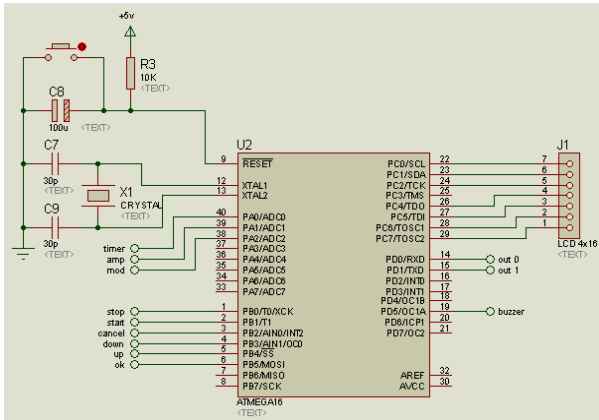 +5v
R3
10K
<TEXT>
C8
100u
<TEXT>
C7
30p
<TEXT>
X1
CRYSTAL
<TEXT>
C9
30p
<TEXT>
timer
amp
mod
stop
start
cancel
down
up
ok
U2
9 RESET
12 XTAL1
13 XTAL2
40 PA0/ADC0
39 PA1/ADC1
38 PA2/ADC2
37 PA3/ADC3
36 PA4/ADC4
35 PA5/ADC5
34 PA6/ADC6
33 PA7/ADC7
1 PB0/T0/XCK
2 PB1/T1
3 PB2/AIN0/INT2
4 PB3/AIN1/OC0
5 PB4/SS
6 PB5/MOSI
7 PB6/MISO
8 PB7/SCK
PC0/SCL 22
PC1/SDA 23
PC2/TCK 24
PC3/TMS 25
PC4/TDO 26
PC5/TDI 27
PC6/TOSC1 28
PC7/TOSC2 29
PD0/RXD 14
PD1/TXD 15
PD2/INT0 16
PD3/INT1 17
PD4/OC1B 18
PD5/OC1A 19
PD6/ICP1 20
PD7/OC2 21
AREF 32
AVCC 30
ATMEGA16
<TEXT>
J1
7
6
5
4
3
2
1
LCD 4x16
<TEXT>
out 0
out 1
buzzer